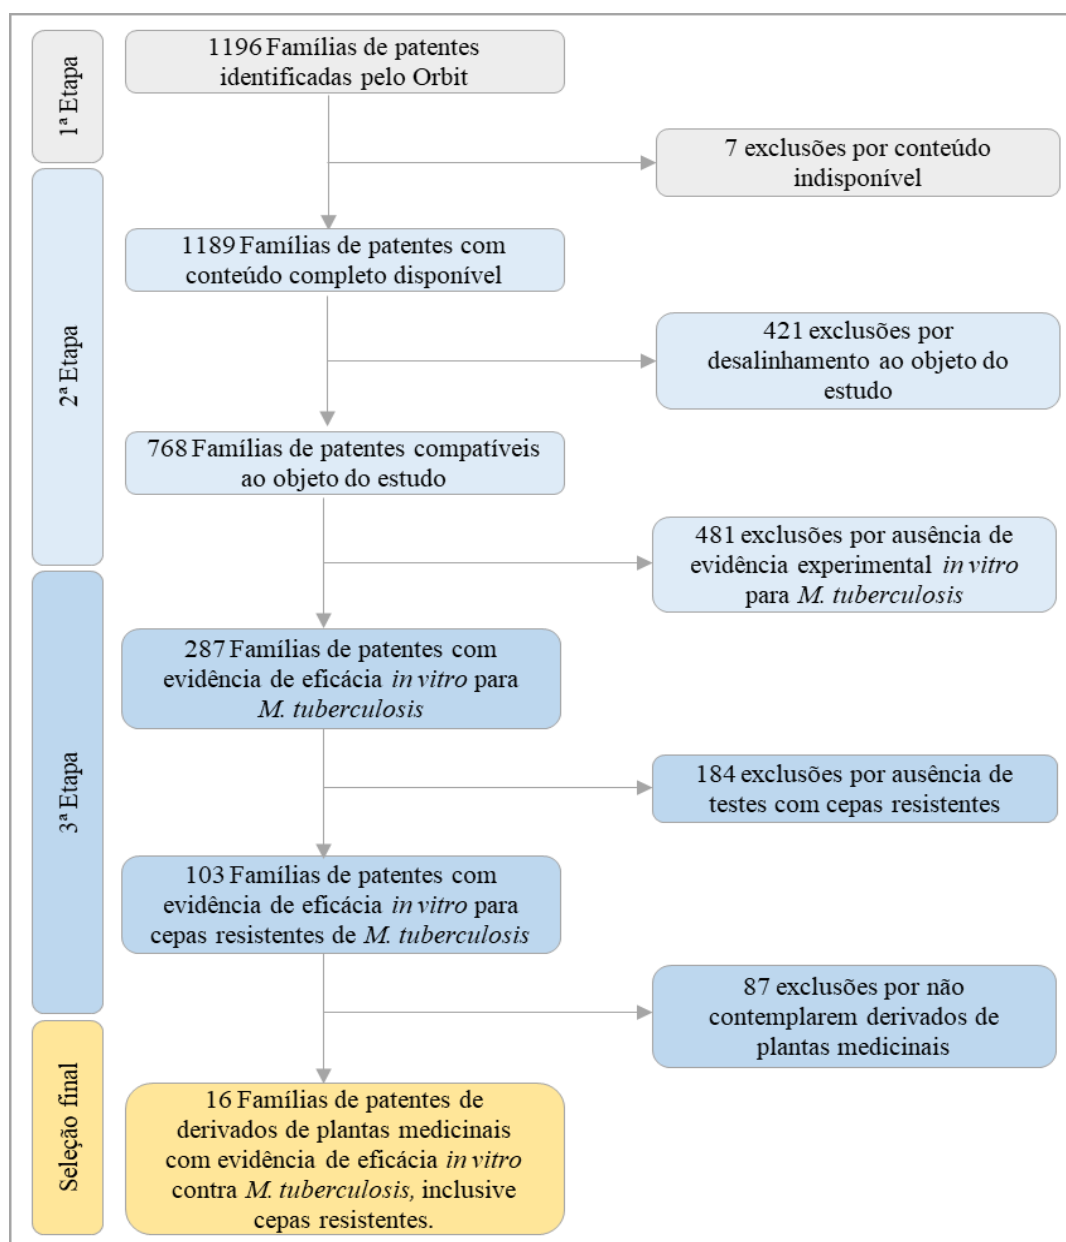 1ª Etapa
1196 Famílias de patentes
identificadas pelo Orbit
7 exclusões por conteúdo
indisponível
2ª Etapa
1189 Famílias de patentes com
conteúdo completo disponível
421 exclusões por
desalinhamento ao objeto do
estudo
768 Famílias de patentes compatíveis
ao objeto do estudo
481 exclusões por ausência de
evidência experimental in vitro
para M. tuberculosis
3ª Etapa
287 Famílias de patentes com
evidência de eficácia in vitro para
M. tuberculosis
184 exclusões por ausência de
testes com cepas resistentes
103 Famílias de patentes com
evidência de eficácia in vitro para
cepas resistentes de M. tuberculosis
87 exclusões por não
contemplarem derivados de
plantas medicinais
Seleção final
16 Famílias de patentes de
derivados de plantas medicinais
com evidência de eficácia in vitro
contra M. tuberculosis, inclusive
cepas resistentes.